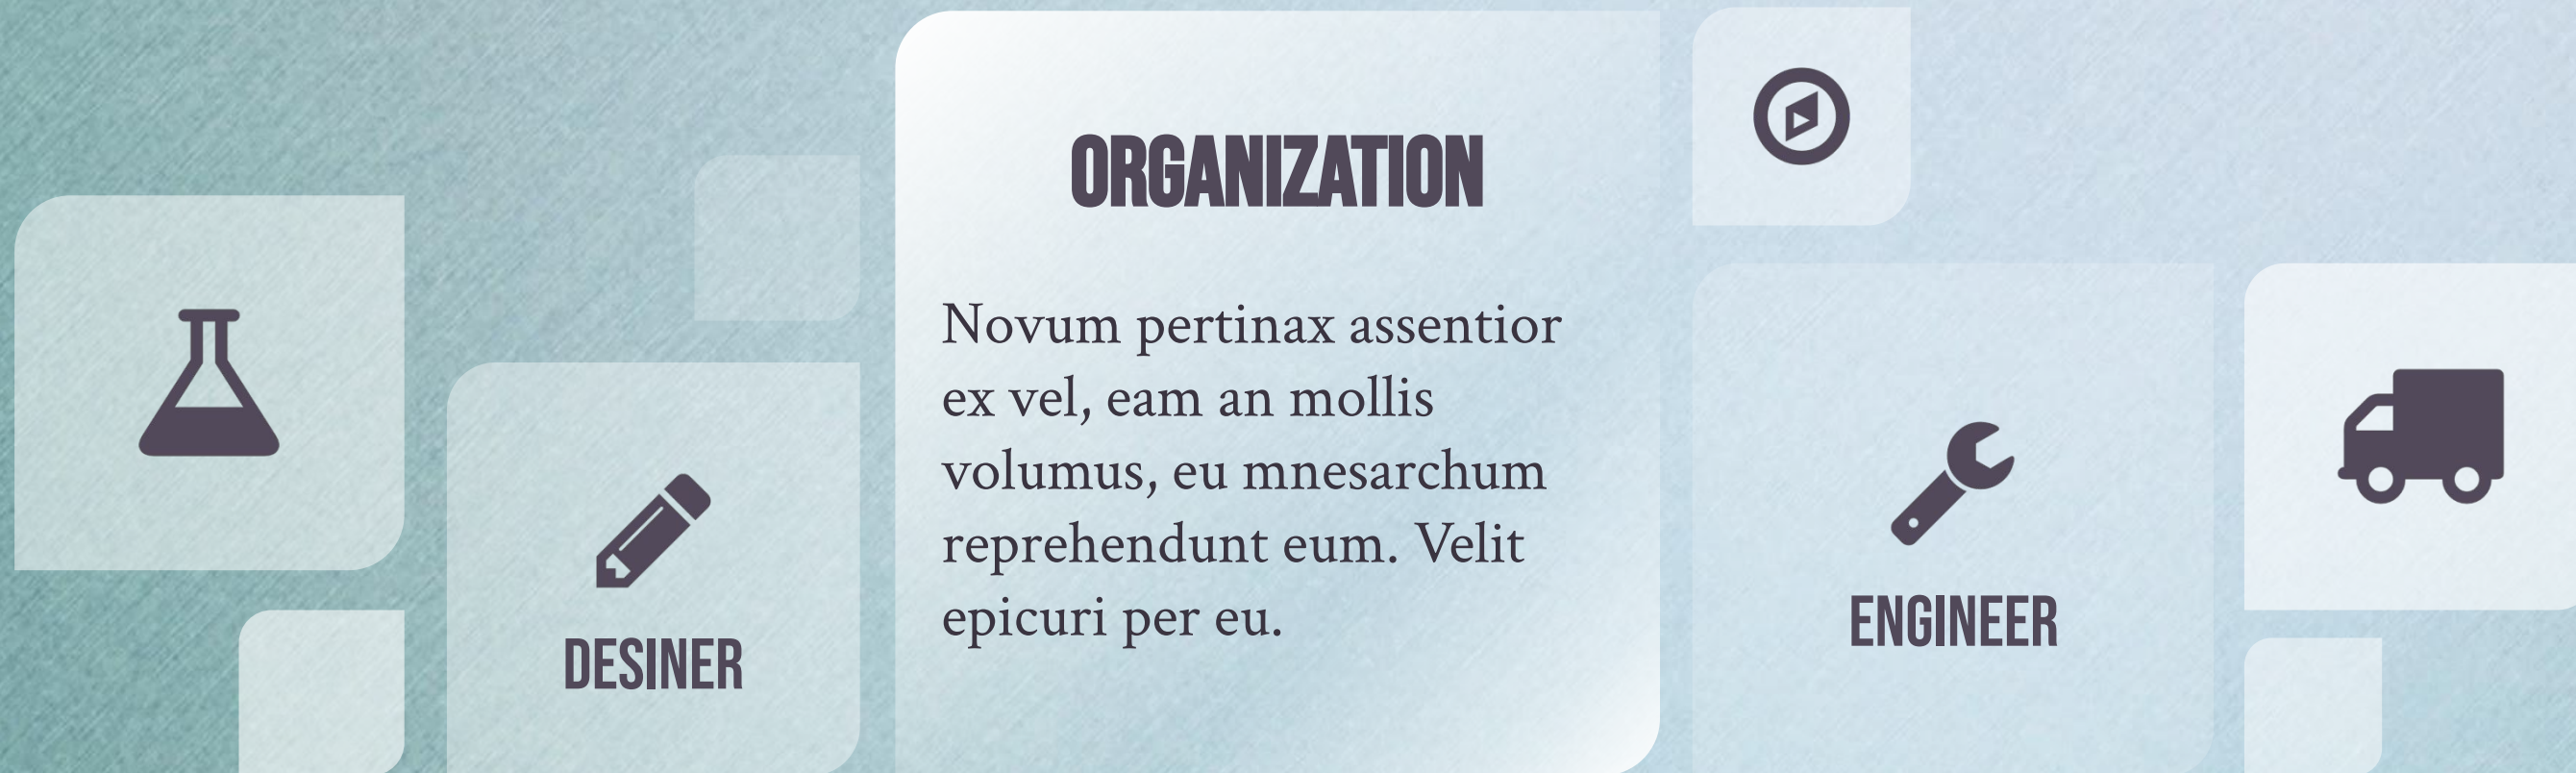 ORGANIZATION
Novum pertinax assentior
ex vel, eam an mollis
volumus, eu mnesarchum
reprehendunt eum. Velit
epicuri per eu.
DESINER
ENGINEER